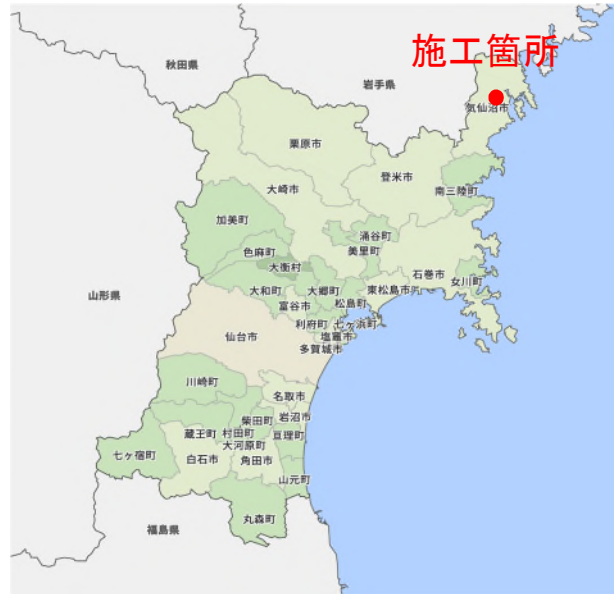 施工箇所
秋田県
岩手県
気仙沼市
栗原市
登米市
大崎市
南三陸町
加美町
涌谷町
色麻町
美里町
大衡村
石巻市
女川町
大和町
大郷町
東松島市
山形県
富谷市
松島町
利府町
七ヶ浜町
仙台市
塩竈市
多賀城市
川崎町
名取市
柴田町
岩沼市
蔵王町
村田町
亘理町
大河原町
七ヶ宿町
白石市
角田市
山元町
丸森町
福島県